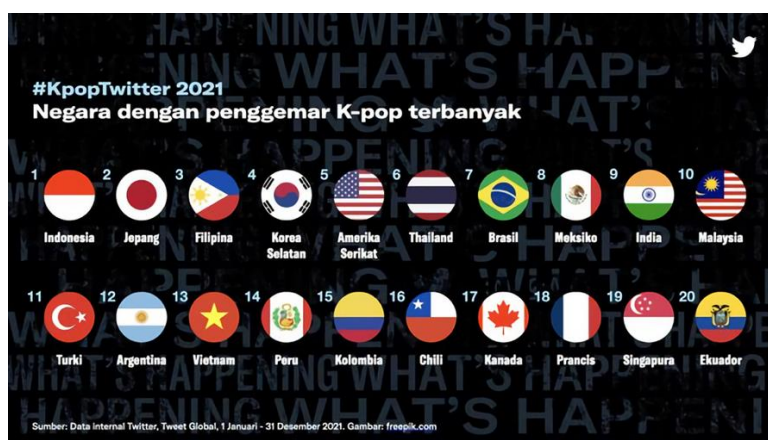 #KpopTwitter 2021
Negara dengan penggemar K-pop terbanyak
1 2 3 4 5 6 7 8 9 10
Indonesia Jepang Filipina Korea Selatan Amerika Serikat Thailand Brasil Meksiko India Malaysia
11 12 13 14 15 16 17 18 19 20
Turki Argentina Vietnam Peru Kolombia Chili Kanada Prancis Singapura Ekuador
Sumber: Data internal Twitter, Tweet Global, 1 Januari - 31 Desember 2021. Gambar: freepik.com
WHAT'S HAPPENING